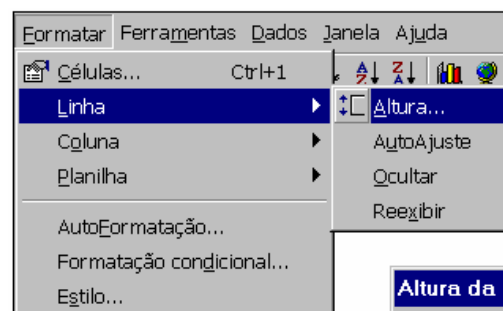 Formatar Ferramentas Dados Janela Ajuda
Células... Ctrl+1
Linha
Coluna
Planilha
AutoFormatação...
Formatação condicional...
Estilo...
Altura...
AutoAjuste
Ocultar
Reexibir
Altura da